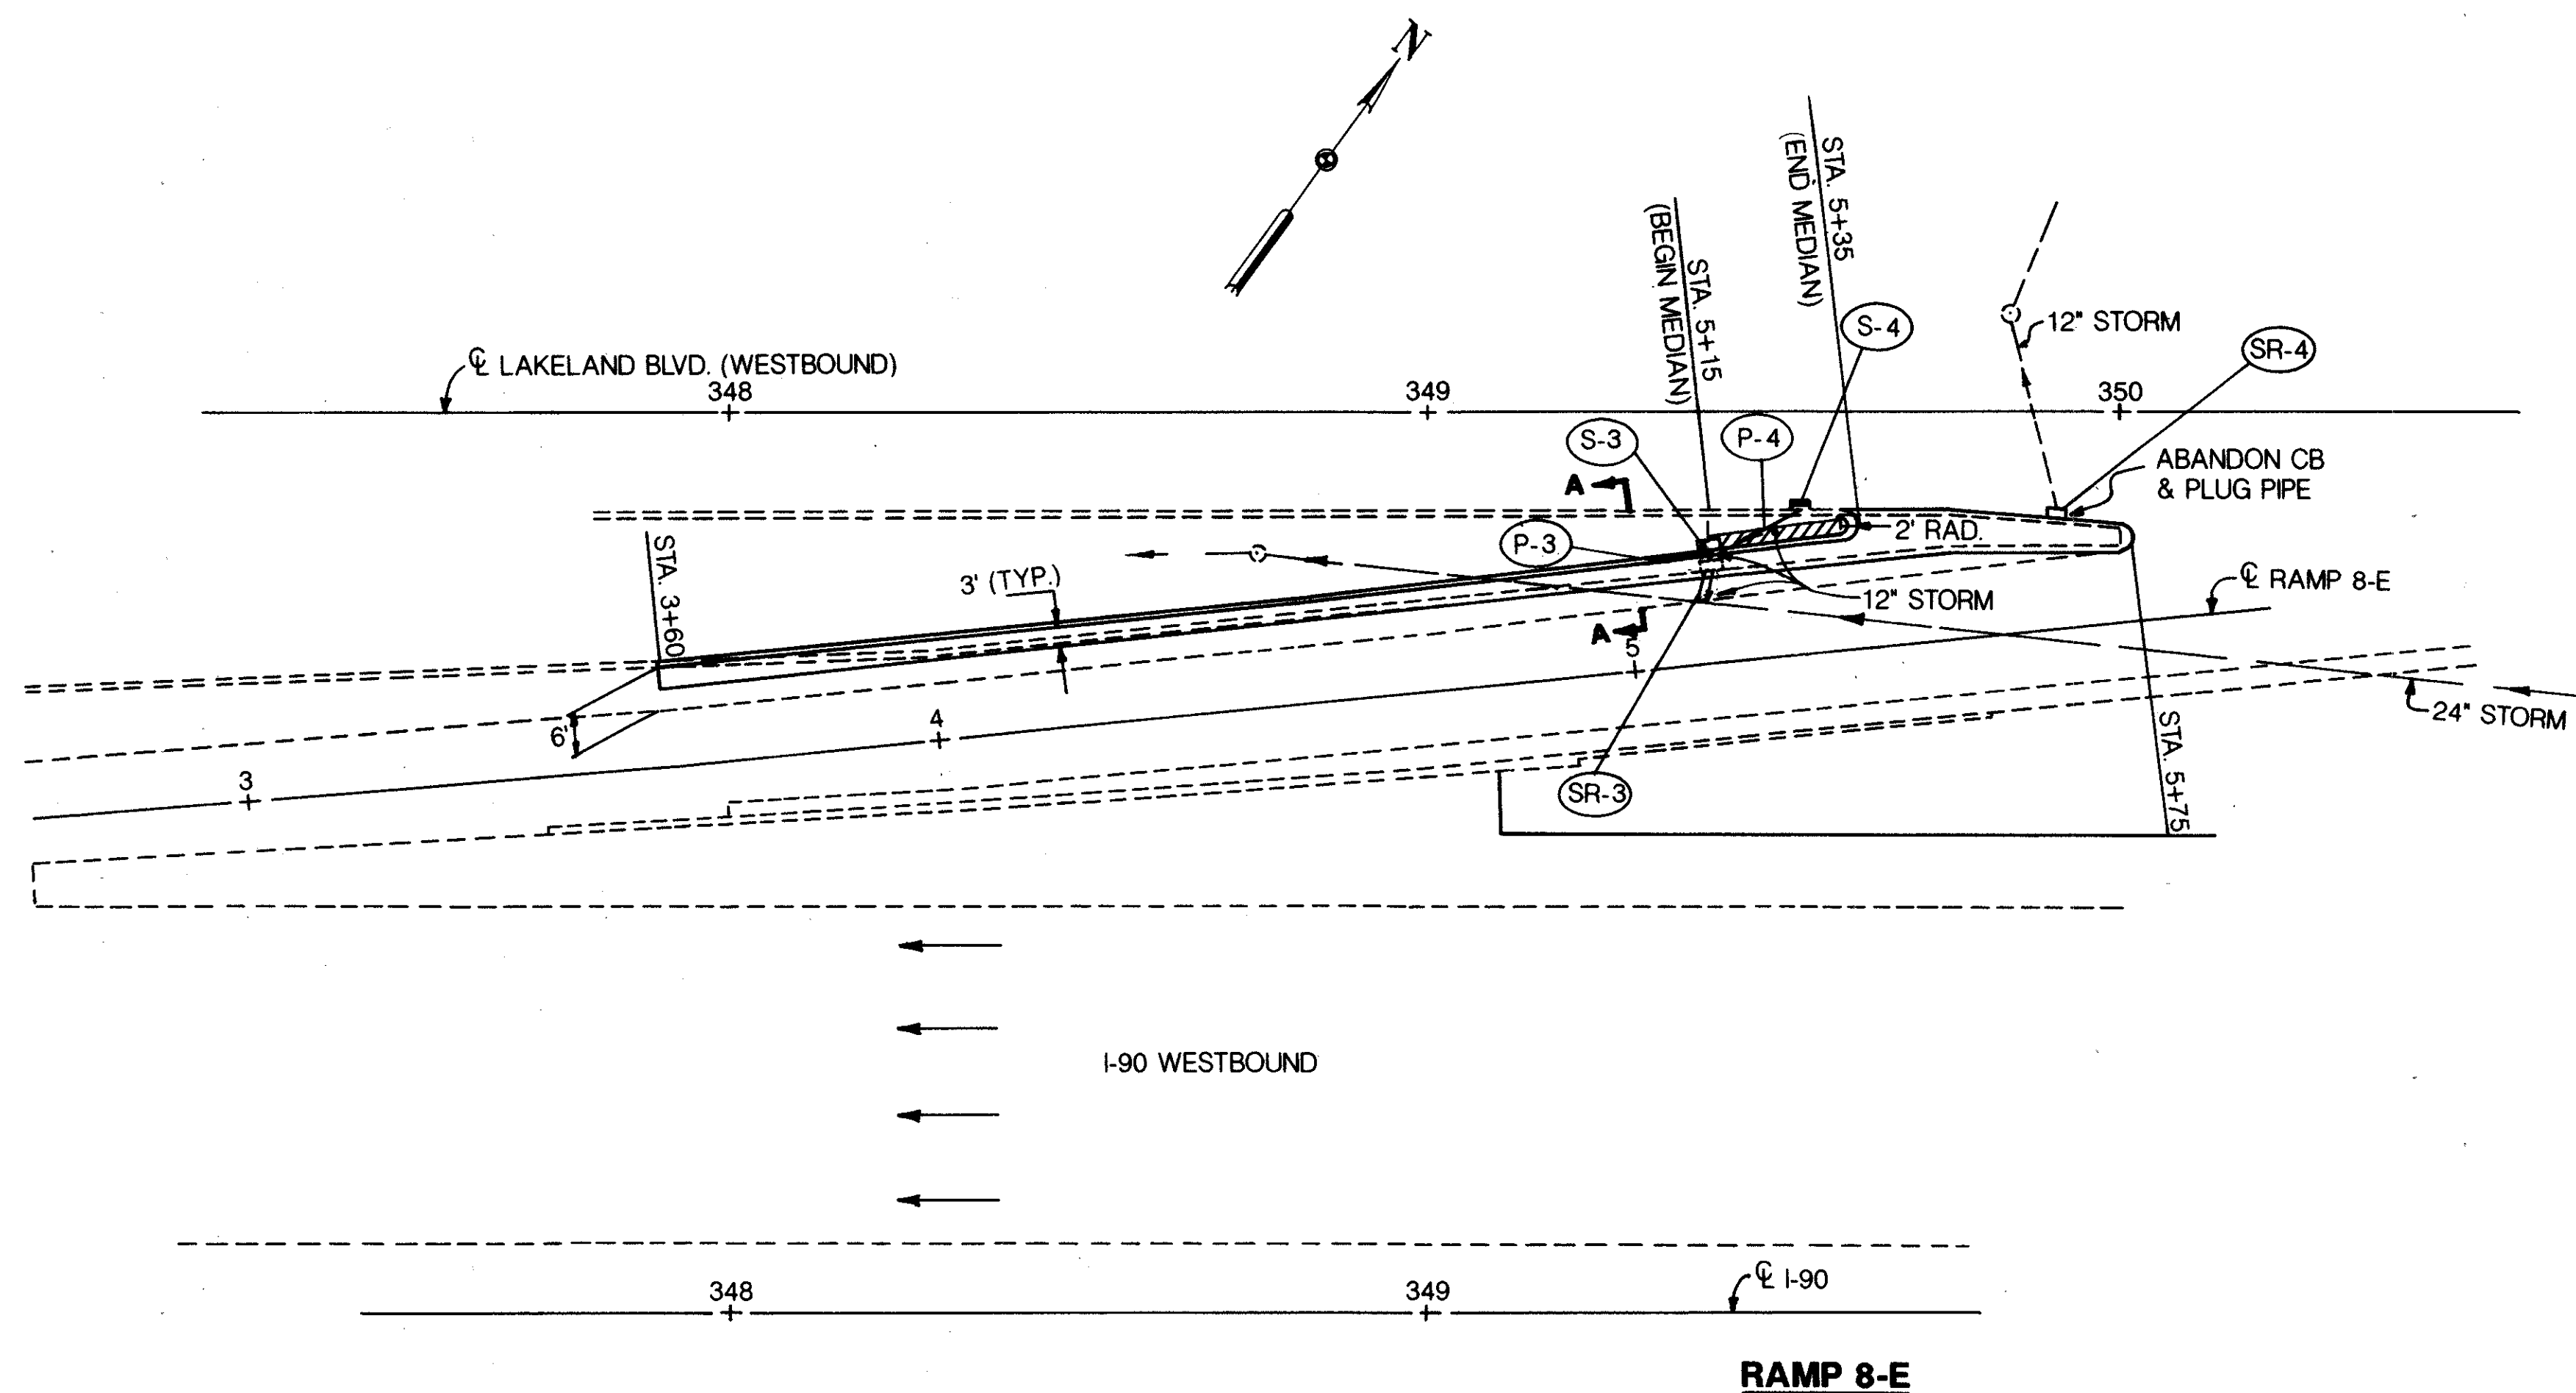 N
STA. 5+35
(END MEDIAN)
STA. 5+15
(BEGIN MEDIAN)
S-4
12" STORM
SR-4
℄ LAKELAND BLVD. (WESTBOUND)
348
349
350
S-3
P-4
ABANDON CB
& PLUG PIPE
A
P-3
2' RAD.
STA. 3+60
3' (TYP.)
℄ RAMP 8-E
12" STORM
A
5
24" STORM
6'
4
3
SR-3
STA. 5+75
I-90 WESTBOUND
348
349
℄ I-90
RAMP 8-E